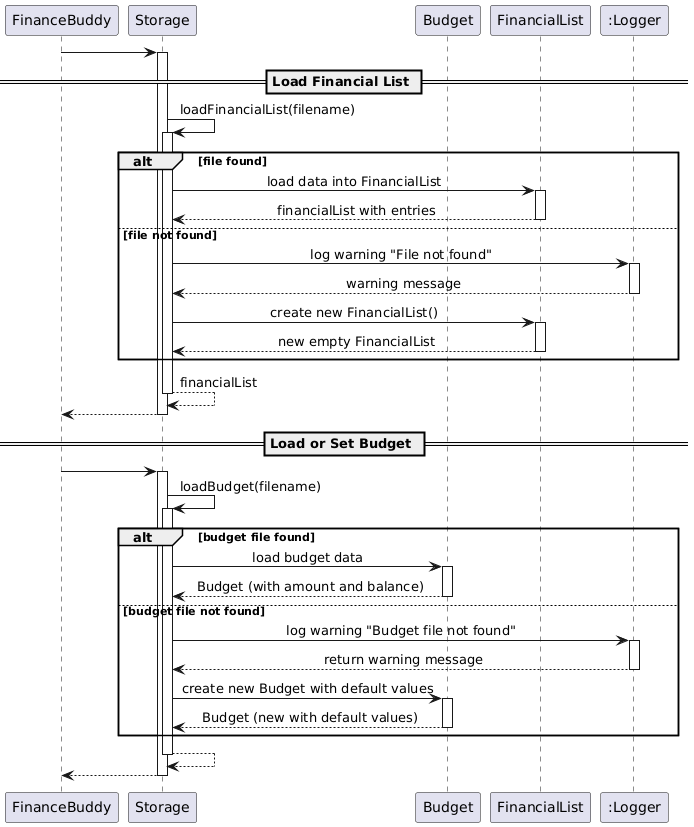 FinanceBuddy Storage Budget FinancialList :Logger
Load Financial List
loadFinancialList(filename)
alt [file found]
load data into FinancialList
financialList with entries
[file not found]
log warning "File not found"
warning message
create new FinancialList()
new empty FinancialList
financialList
Load or Set Budget
loadBudget(filename)
alt [budget file found]
load budget data
Budget (with amount and balance)
[budget file not found]
log warning "Budget file not found"
return warning message
create new Budget with default values
Budget (new with default values)
FinanceBuddy Storage Budget FinancialList :Logger